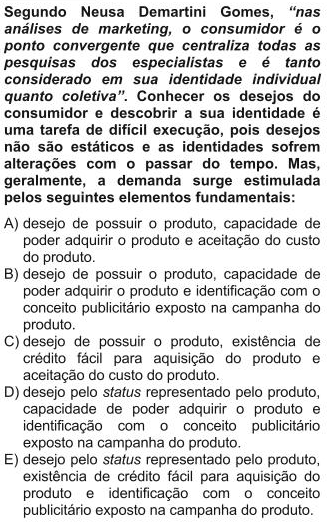 Segundo Neusa Demartini Gomes, “nas
análises de marketing, o consumidor é o
ponto convergente que centraliza todas as
pesquisas dos especialistas e é tanto
considerado em sua identidade individual
quanto coletiva”. Conhecer os desejos do
consumidor e descobrir a sua identidade é
uma tarefa de difícil execução, pois desejos
não são estáticos e as identidades sofrem
alterações com o passar do tempo. Mas,
geralmente, a demanda surge estimulada
pelos seguintes elementos fundamentais:
A) desejo de possuir o produto, capacidade de
poder adquirir o produto e aceitação do custo
do produto.
B) desejo de possuir o produto, capacidade de
poder adquirir o produto e identificação com o
conceito publicitário exposto na campanha do
produto.
C) desejo de possuir o produto, existência de
crédito fácil para aquisição do produto e
aceitação do custo do produto.
D) desejo pelo status representado pelo produto,
capacidade de poder adquirir o produto e
identificação com o conceito publicitário
exposto na campanha do produto.
E) desejo pelo status representado pelo produto,
existência de crédito fácil para aquisição do
produto e identificação com o conceito
publicitário exposto na campanha do produto.